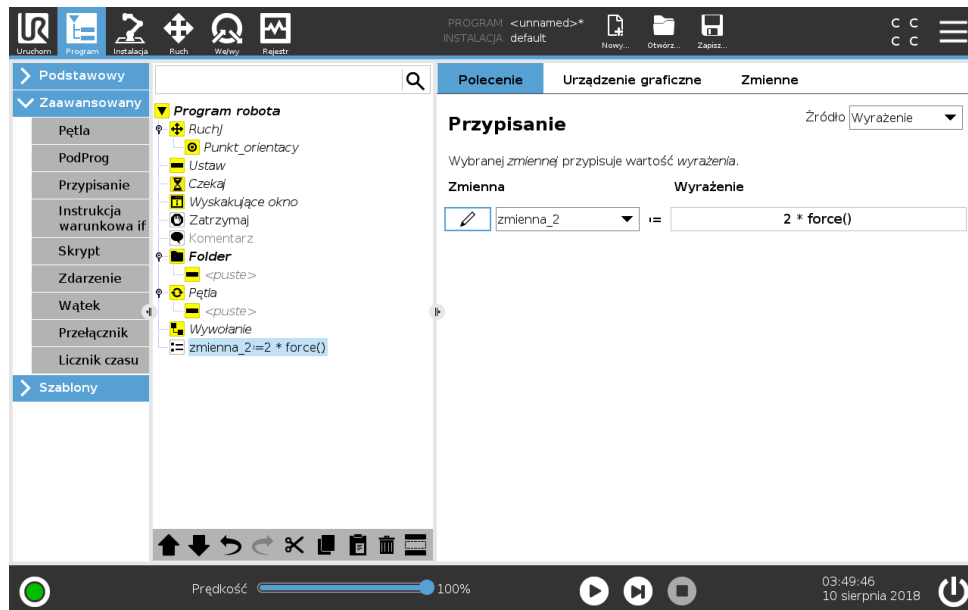 UR
Uruchom
Program
Instalacja
Ruch
We/wy
Rejestr
PROGRAM <unnamed>*
INSTALACJA default
Nowy...
Otwórz...
Zapisz...
C C
C C
Podstawowy
Zaawansowany
Pętla
PodProg
Przypisanie
Instrukcja
warunkowa if
Skrypt
Zdarzenie
Wątek
Przełącznik
Licznik czasu
Szablony
Program robota
RuchJ
Punkt_orientacy
Ustaw
Czekaj
Wyskakujące okno
Zatrzymaj
Komentarz
Folder
<puste>
Pętla
<puste>
Wywołanie
zmienna_2:=2 * force()
Polecenie
Urządzenie graficzne
Zmienne
Przypisanie
Źródło Wyrażenie
Wybranej zmiennej przypisuje wartość wyrażenia.
Zmienna Wyrażenie
zmienna_2 := 2 * force()
Prędkość 100%
03:49:46
10 sierpnia 2018